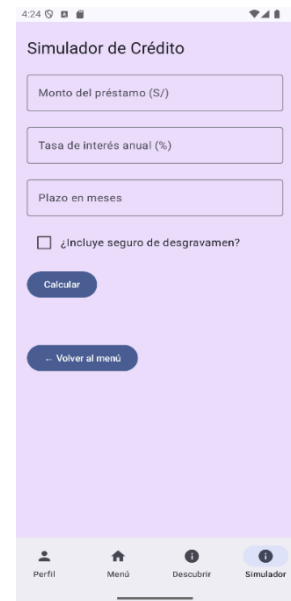 4:24
Simulador de Crédito
Monto del préstamo (S/)
Tasa de interés anual (%)
Plazo en meses
¿Incluye seguro de desgravamen?
Calcular
← Volver al menú
Perfil Menú Descubrir Simulador